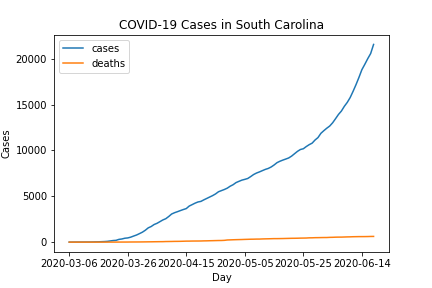 COVID-19 Cases in South Carolina
cases
deaths
20000
15000
10000
5000
0
Cases
2020-03-06 2020-03-26 2020-04-15 2020-05-05 2020-05-25 2020-06-14
Day